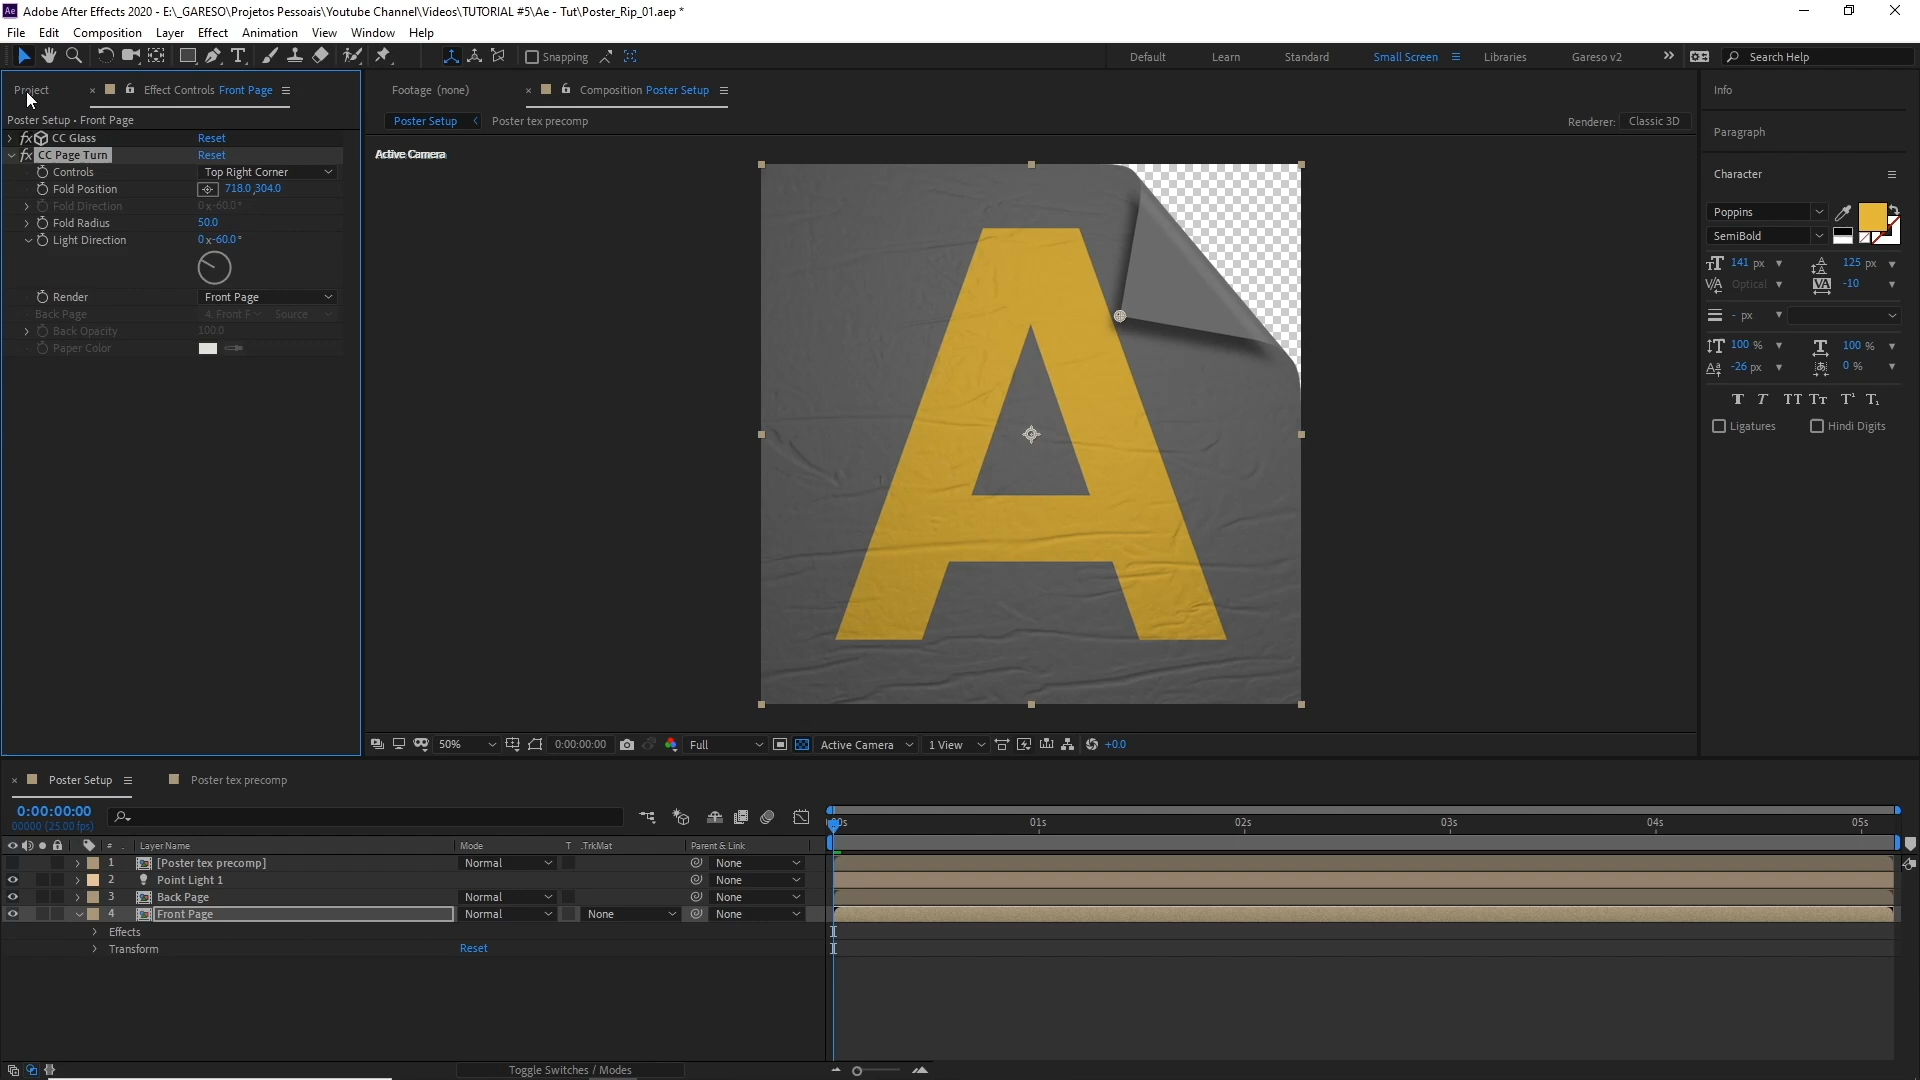 Adobe After Effects 2020 - E:\_GARESO\Projetos Pessoais\Youtube Channel\Videos\TUTORIAL #5\Ae - Tut\Poster_Rip_01.aep *
File Edit Composition Layer Effect Animation View Window Help
Snapping Default Learn Standard Small Screen Libraries Gareso v2 Search Help
Project Effect Controls Front Page Footage (none) Composition Poster Setup Info
Poster Setup • Front Page Poster Setup Poster tex precomp Renderer: Classic 3D
Paragraph
CC Glass Reset
CC Page Turn Reset
Active Camera
Controls Top Right Corner
Fold Position 718.0,304.0
Fold Direction 0x-60.0°
Fold Radius 50.0
Light Direction 0x-60.0°
Render Front Page
Back Page 4. Front F Source
Back Opacity 100.0
Paper Color
A
Character
Poppins
SemiBold
141 px 125 px
Optical -10
- px
100 % 100 %
-26 px 0 %
Ligatures Hindi Digits
50% 0:00:00:00 Full Active Camera 1 View +0.0
Poster Setup Poster tex precomp
0:00:00:00
00000 (25.00 fps)
01s 02s 03s 04s 05s
# Layer Name Mode T .TrkMat Parent & Link
1 [Poster tex precomp] Normal None
2 Point Light 1 None
3 Back Page Normal None
4 Front Page Normal None None
Effects
Transform Reset
Toggle Switches / Modes